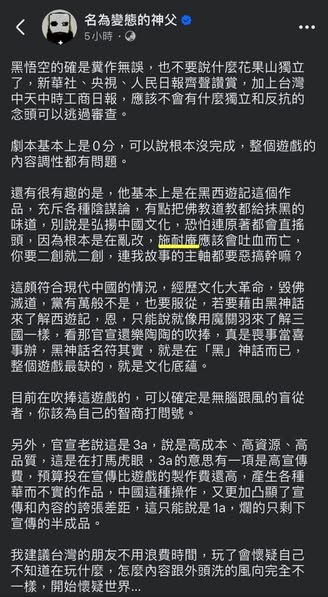 名為變態的神父
5小時
黑悟空的確是糞作無誤，也不要說什麼花果山獨立
了，新華社、央視、人民日報齊聲讚賞，加上台灣
中天中時工商日報，應該不會有什麼獨立和反抗的
念頭可以逃過審查。
劇本基本上是0分，可以說根本沒完成，整個遊戲的
內容調性都有問題。
還有很有趣的是，他基本上是在黑西遊記這個作
品，充斥各種陰謀論，有點把佛教道教都給抹黑的
味道，別說是弘揚中國文化，恐怕連原著都會直搖
頭，因為根本是在亂改，施耐庵應該會吐血而亡，
你要二創就二創，連我故事的主軸都要惡搞幹嘛？
這頗符合現代中國的情況，經歷文化大革命，毀佛
滅道，黨有萬般不是，也要服從，若要藉由黑神話
來了解西遊記，恩，只能說就像用魔關羽來了解三
國一樣，看那官宣還樂陶陶的吹捧，真是喪事當喜
事辦，黑神話名符其實，就是在「黑」神話而已，
整個遊戲最缺的，就是文化底蘊。
目前在吹捧這遊戲的，可以確定是無腦跟風的盲從
者，你該為自己的智商打問號。
另外，官宣老說這是3a，說是高成本、高資源、高
品質，這是在打馬虎眼，3a的意思有一項是高宣傳
費，預算投在宣傳比遊戲的製作費還高，產生各種
華而不實的作品，中國這種操作，又更加凸顯了宣
傳和內容的誇張差距，這只能說是1a，爛的只剩下
宣傳的半成品。
我建議台灣的朋友不用浪費時間，玩了會懷疑自己
不知道在玩什麼，怎麼內容跟外頭洗的風向完全不
一樣，開始懷疑世界...